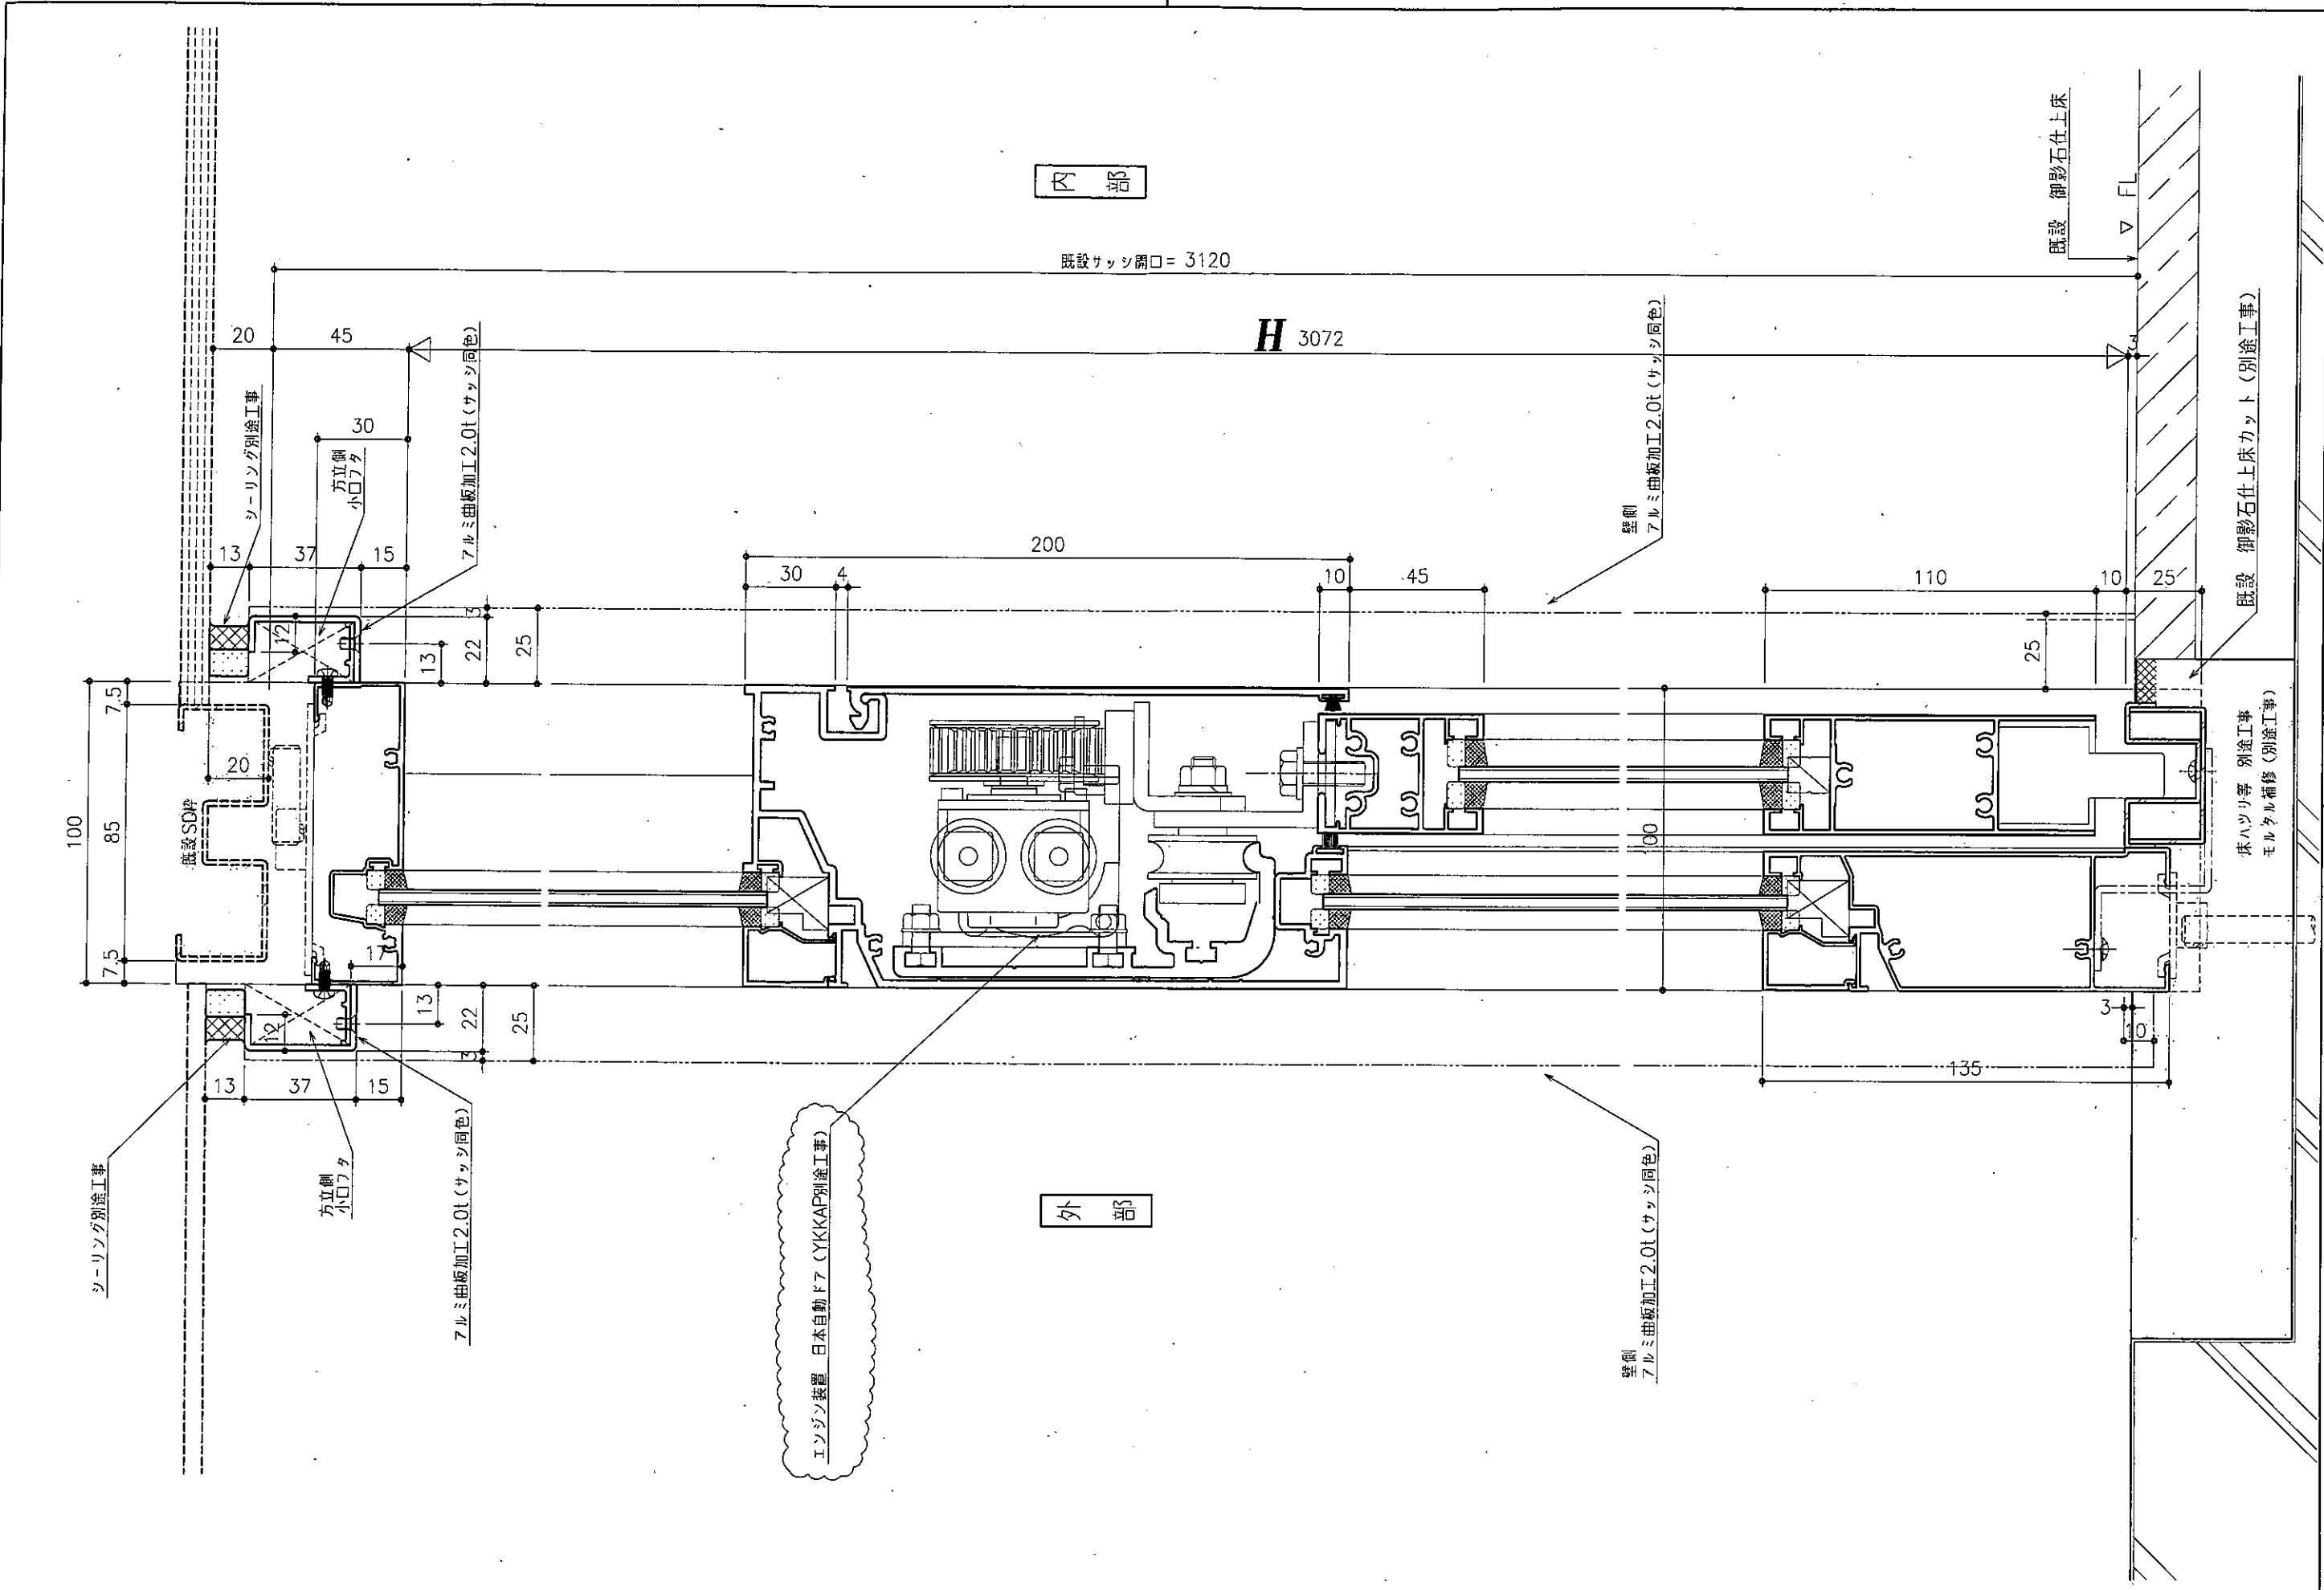 内 部
既設サッシ開口= 3120
H 3072
20
45
3
30
既設 御影石仕上床
▽ FL
シーリング別途工事
方立側
小口フタ
アルミ曲板加工2.0t(サッシ同色)
壁側
アルミ曲板加工2.0t(サッシ同色)
既設 御影石仕上床カット(別途工事)
13
37
15
200
30
4
10
45
110
10
25
3
12
13
22
25
25
100
7.5
85
7.5
20
既設SD枠
100
床ハツリ等 別途工事
モルタル補修(別途工事)
17
12
13
22
3
25
13
37
15
3
10
135
シーリング別途工事
方立側
小口フタ
アルミ曲板加工2.0t(サッシ同色)
エンジン装置 日本自動ドア(YKKAP別途工事)
外 部
壁側
アルミ曲板加工2.0t(サッシ同色)